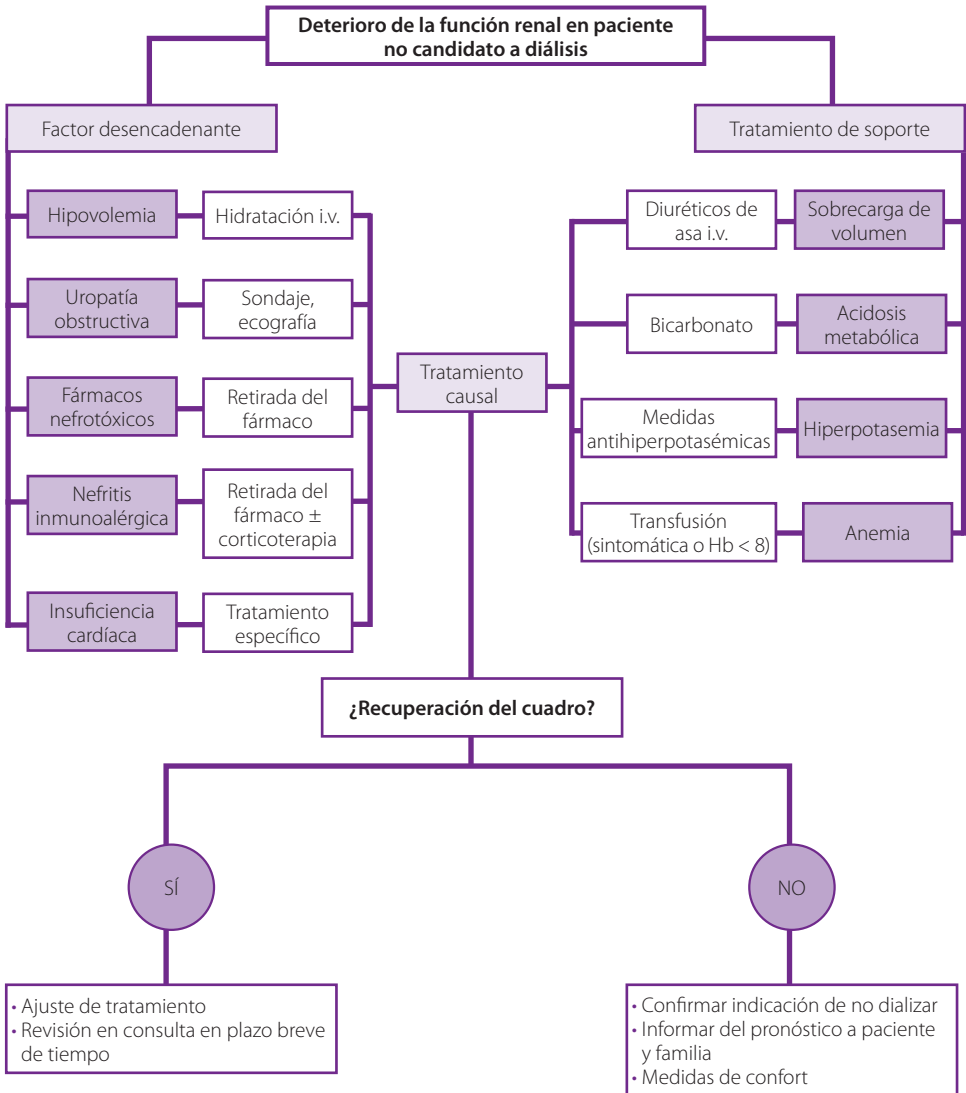 Deterioro de la función renal en paciente
no candidato a diálisis
Factor desencadenante
Tratamiento de soporte
Hipovolemia
Hidratación i.v.
Uropatía
obstructiva
Sondaje,
ecografía
Fármacos
nefrotóxicos
Retirada del
fármaco
Nefritis
inmunoalérgica
Retirada del
fármaco ±
corticoterapia
Insuficiencia
cardíaca
Tratamiento
específico
Tratamiento
causal
Diuréticos de
asa i.v.
Sobrecarga de
volumen
Bicarbonato
Acidosis
metabólica
Medidas
antihiperpotasémicas
Hiperpotasemia
Transfusión
(sintomática o Hb < 8)
Anemia
¿Recuperación del cuadro?
SÍ
NO
• Ajuste de tratamiento
• Revisión en consulta en plazo breve
de tiempo
• Confirmar indicación de no dializar
• Informar del pronóstico a paciente
y familia
• Medidas de confort